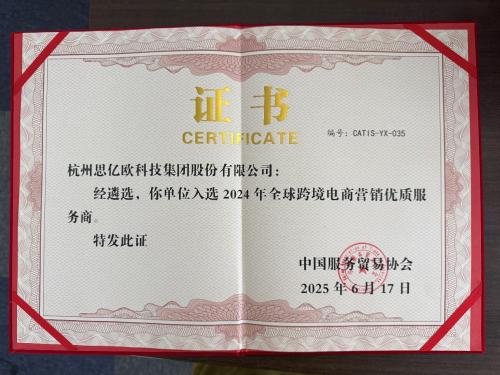 证书
CERTIFICATE
编号：CATIS-YX-035
杭州思亿欧科技集团股份有限公司：
经遴选，你单位入选 2024 年全球跨境电商营销优质服
务商。
特发此证
中国服务贸易协会
2025 年 6 月 17 日